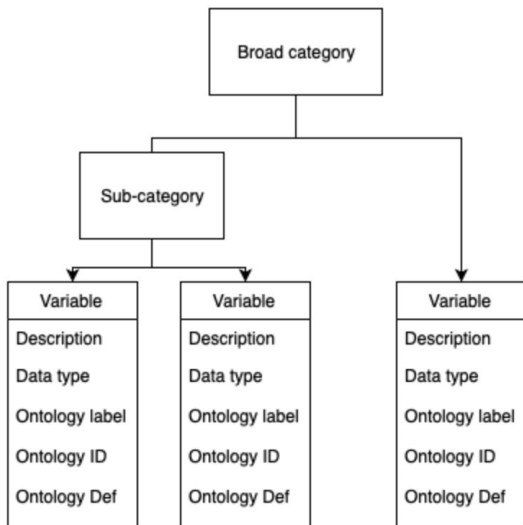 Broad category
Sub-category
Variable
Description
Data type
Ontology label
Ontology ID
Ontology Def
Variable
Description
Data type
Ontology label
Ontology ID
Ontology Def
Variable
Description
Data type
Ontology label
Ontology ID
Ontology Def